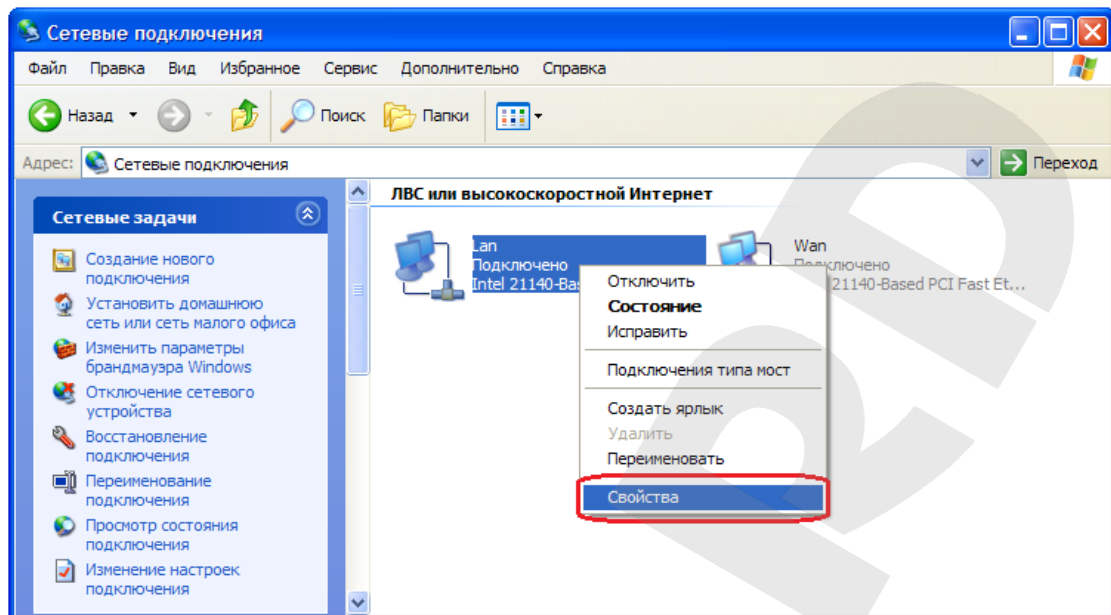 Сетевые подключения
Файл Правка Вид Избранное Сервис Дополнительно Справка
Назад Поиск Папки
Адрес: Сетевые подключения Переход
Сетевые задачи
Создание нового
подключения
Установить домашнюю
сеть или сеть малого офиса
Изменить параметры
брандмауэра Windows
Отключение сетевого
устройства
Восстановление
подключения
Переименование
подключения
Просмотр состояния
подключения
Изменение настроек
подключения
ЛВС или высокоскоростной Интернет
Lan
Подключено
Intel 21140-Bas
Wan
Подключено
21140-Based PCI Fast Et...
Отключить
Состояние
Исправить
Подключения типа мост
Создать ярлык
Удалить
Переименовать
Свойства